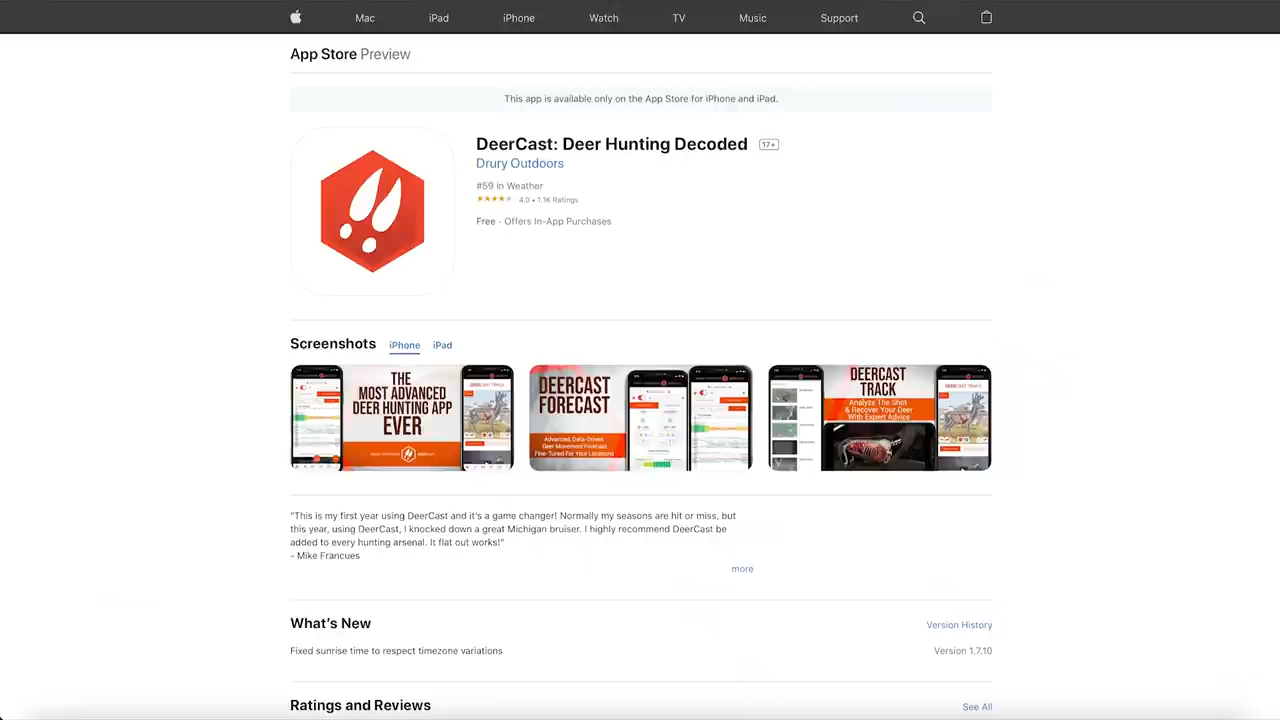 Mac iPad iPhone Watch TV Music Support
App Store Preview
This app is available only on the App Store for iPhone and iPad.
DeerCast: Deer Hunting Decoded 17+
Drury Outdoors
#59 in Weather
4.0 • 1.1K Ratings
Free · Offers In-App Purchases
Screenshots iPhone iPad
THE
MOST ADVANCED
DEER HUNTING APP
EVER
DEERCAST
FORECAST
Advanced, Data-Driven,
Deer Movement Forecast
Fine-Tuned For Your Locations
DEERCAST
TRACK
Analyze The Shot
& Recover Your Deer
With Expert Advice
"This is my first year using DeerCast and it's a game changer! Normally my seasons are hit or miss, but
this year, using DeerCast, I knocked down a great Michigan bruiser. I highly recommend DeerCast be
added to every hunting arsenal. It flat out works!"
- Mike Francues
more
What's New
Version History
Fixed sunrise time to respect timezone variations
Version 1.7.10
Ratings and Reviews
See All